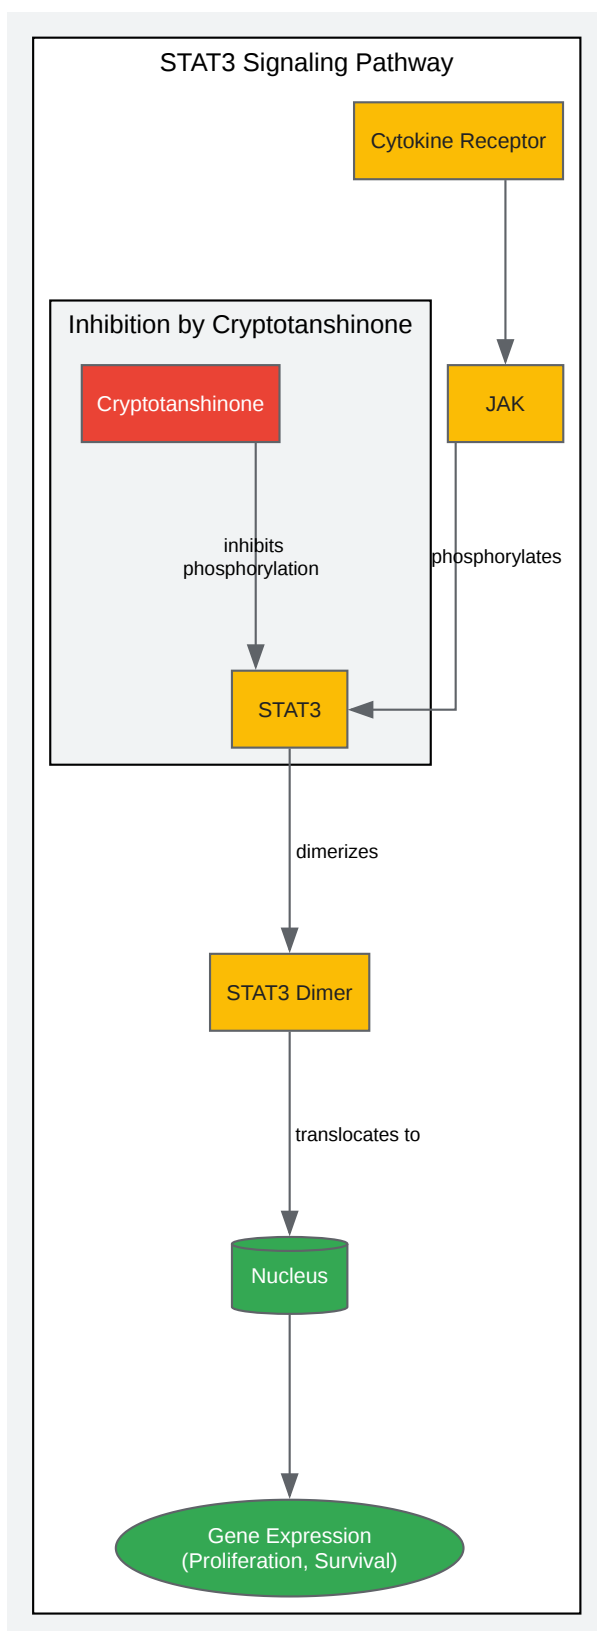 STAT3 Signaling Pathway
Cytokine Receptor
Inhibition by Cryptotanshinone
Cryptotanshinone
JAK
inhibits
phosphorylation
phosphorylates
STAT3
dimerizes
STAT3 Dimer
translocates to
Nucleus
Gene Expression
(Proliferation, Survival)